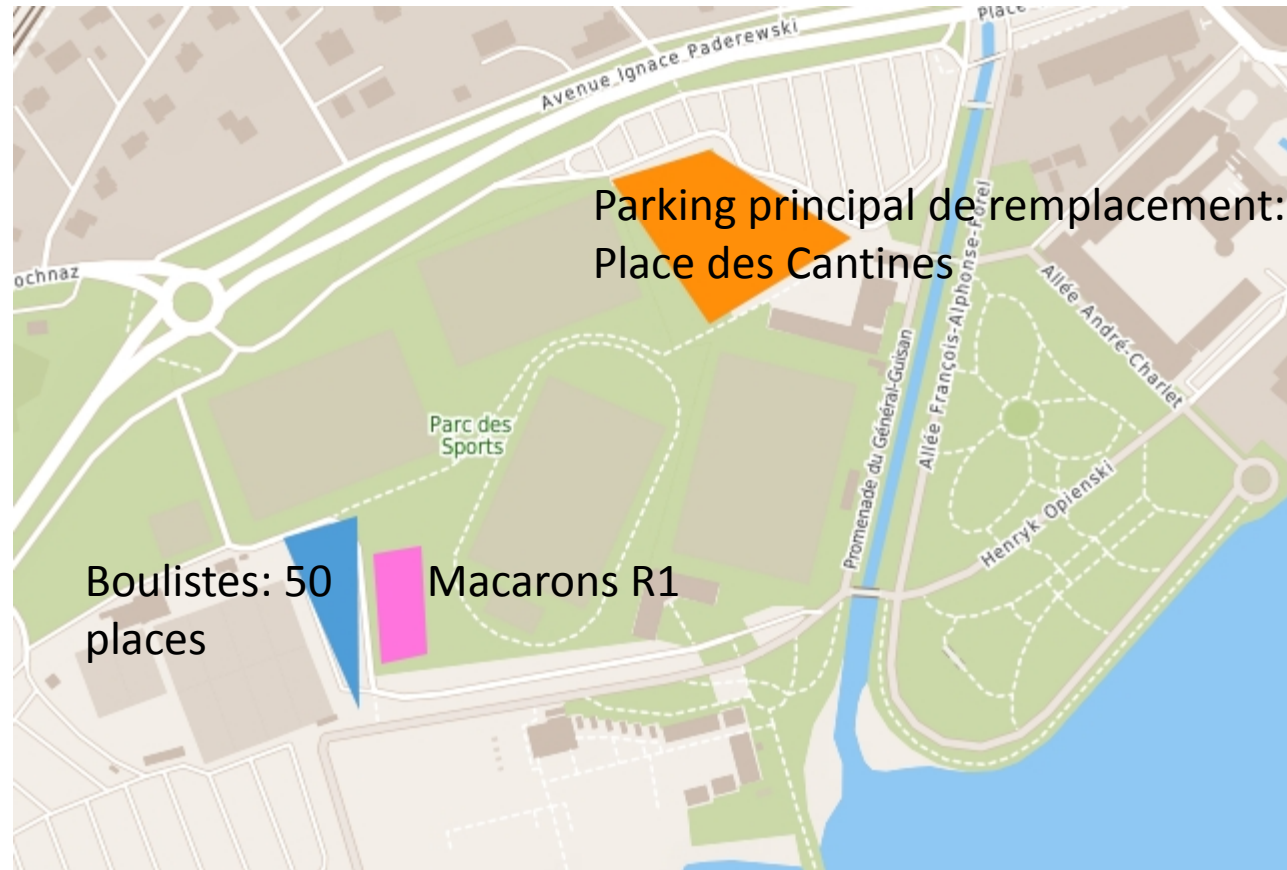 Place
Avenue Ignace Paderewski
Parking principal de remplacement:
Place des Cantines
ochnaz
Allée François-Alphonse-Forel
Allée André-Charlet
Promenade du Général-Guisan
Parc des
Sports
Henryk Opienski
Boulistes: 50
places
Macarons R1